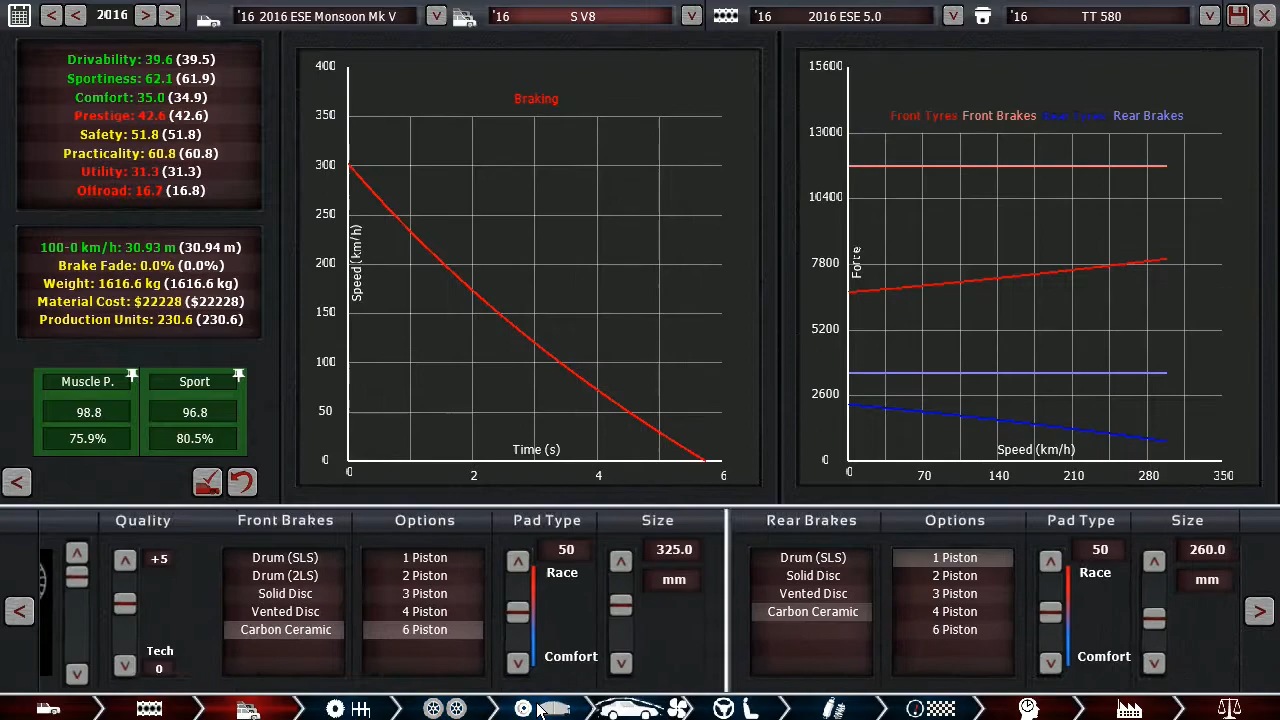 < < 2016 > >
'16 2016 ESE Monsoon Mk V
'16 S V8
'16 2016 ESE 5.0
'16 TT 580
Drivability: 39.6 (39.5)
Sportiness: 62.1 (61.9)
Comfort: 35.0 (34.9)
Prestige: 42.6 (42.6)
Safety: 51.8 (51.8)
Practicality: 60.8 (60.8)
Utility: 31.3 (31.3)
Offroad: 16.7 (16.8)
100-0 km/h: 30.93 m (30.94 m)
Brake Fade: 0.0% (0.0%)
Weight: 1616.6 kg (1616.6 kg)
Material Cost: $22228 ($22228)
Production Units: 230.6 (230.6)
Muscle P. Sport
98.8 96.8
75.9% 80.5%
Braking
Speed (km/h)
400
350
300
250
200
150
100
50
0
Time (s)
0 2 4 6
Front Tyres Front Brakes Rear Tyres Rear Brakes
Force
15600
13000
10400
7800
5200
2600
0
Speed (km/h)
0 70 140 210 280 350
Quality
+5
Tech
0
Front Brakes
Drum (SLS)
Drum (2LS)
Solid Disc
Vented Disc
Carbon Ceramic
Options
1 Piston
2 Piston
3 Piston
4 Piston
6 Piston
Pad Type
50
Race
Comfort
Size
325.0
mm
Rear Brakes
Drum (SLS)
Solid Disc
Vented Disc
Carbon Ceramic
Options
1 Piston
2 Piston
3 Piston
4 Piston
6 Piston
Pad Type
50
Race
Comfort
Size
260.0
mm